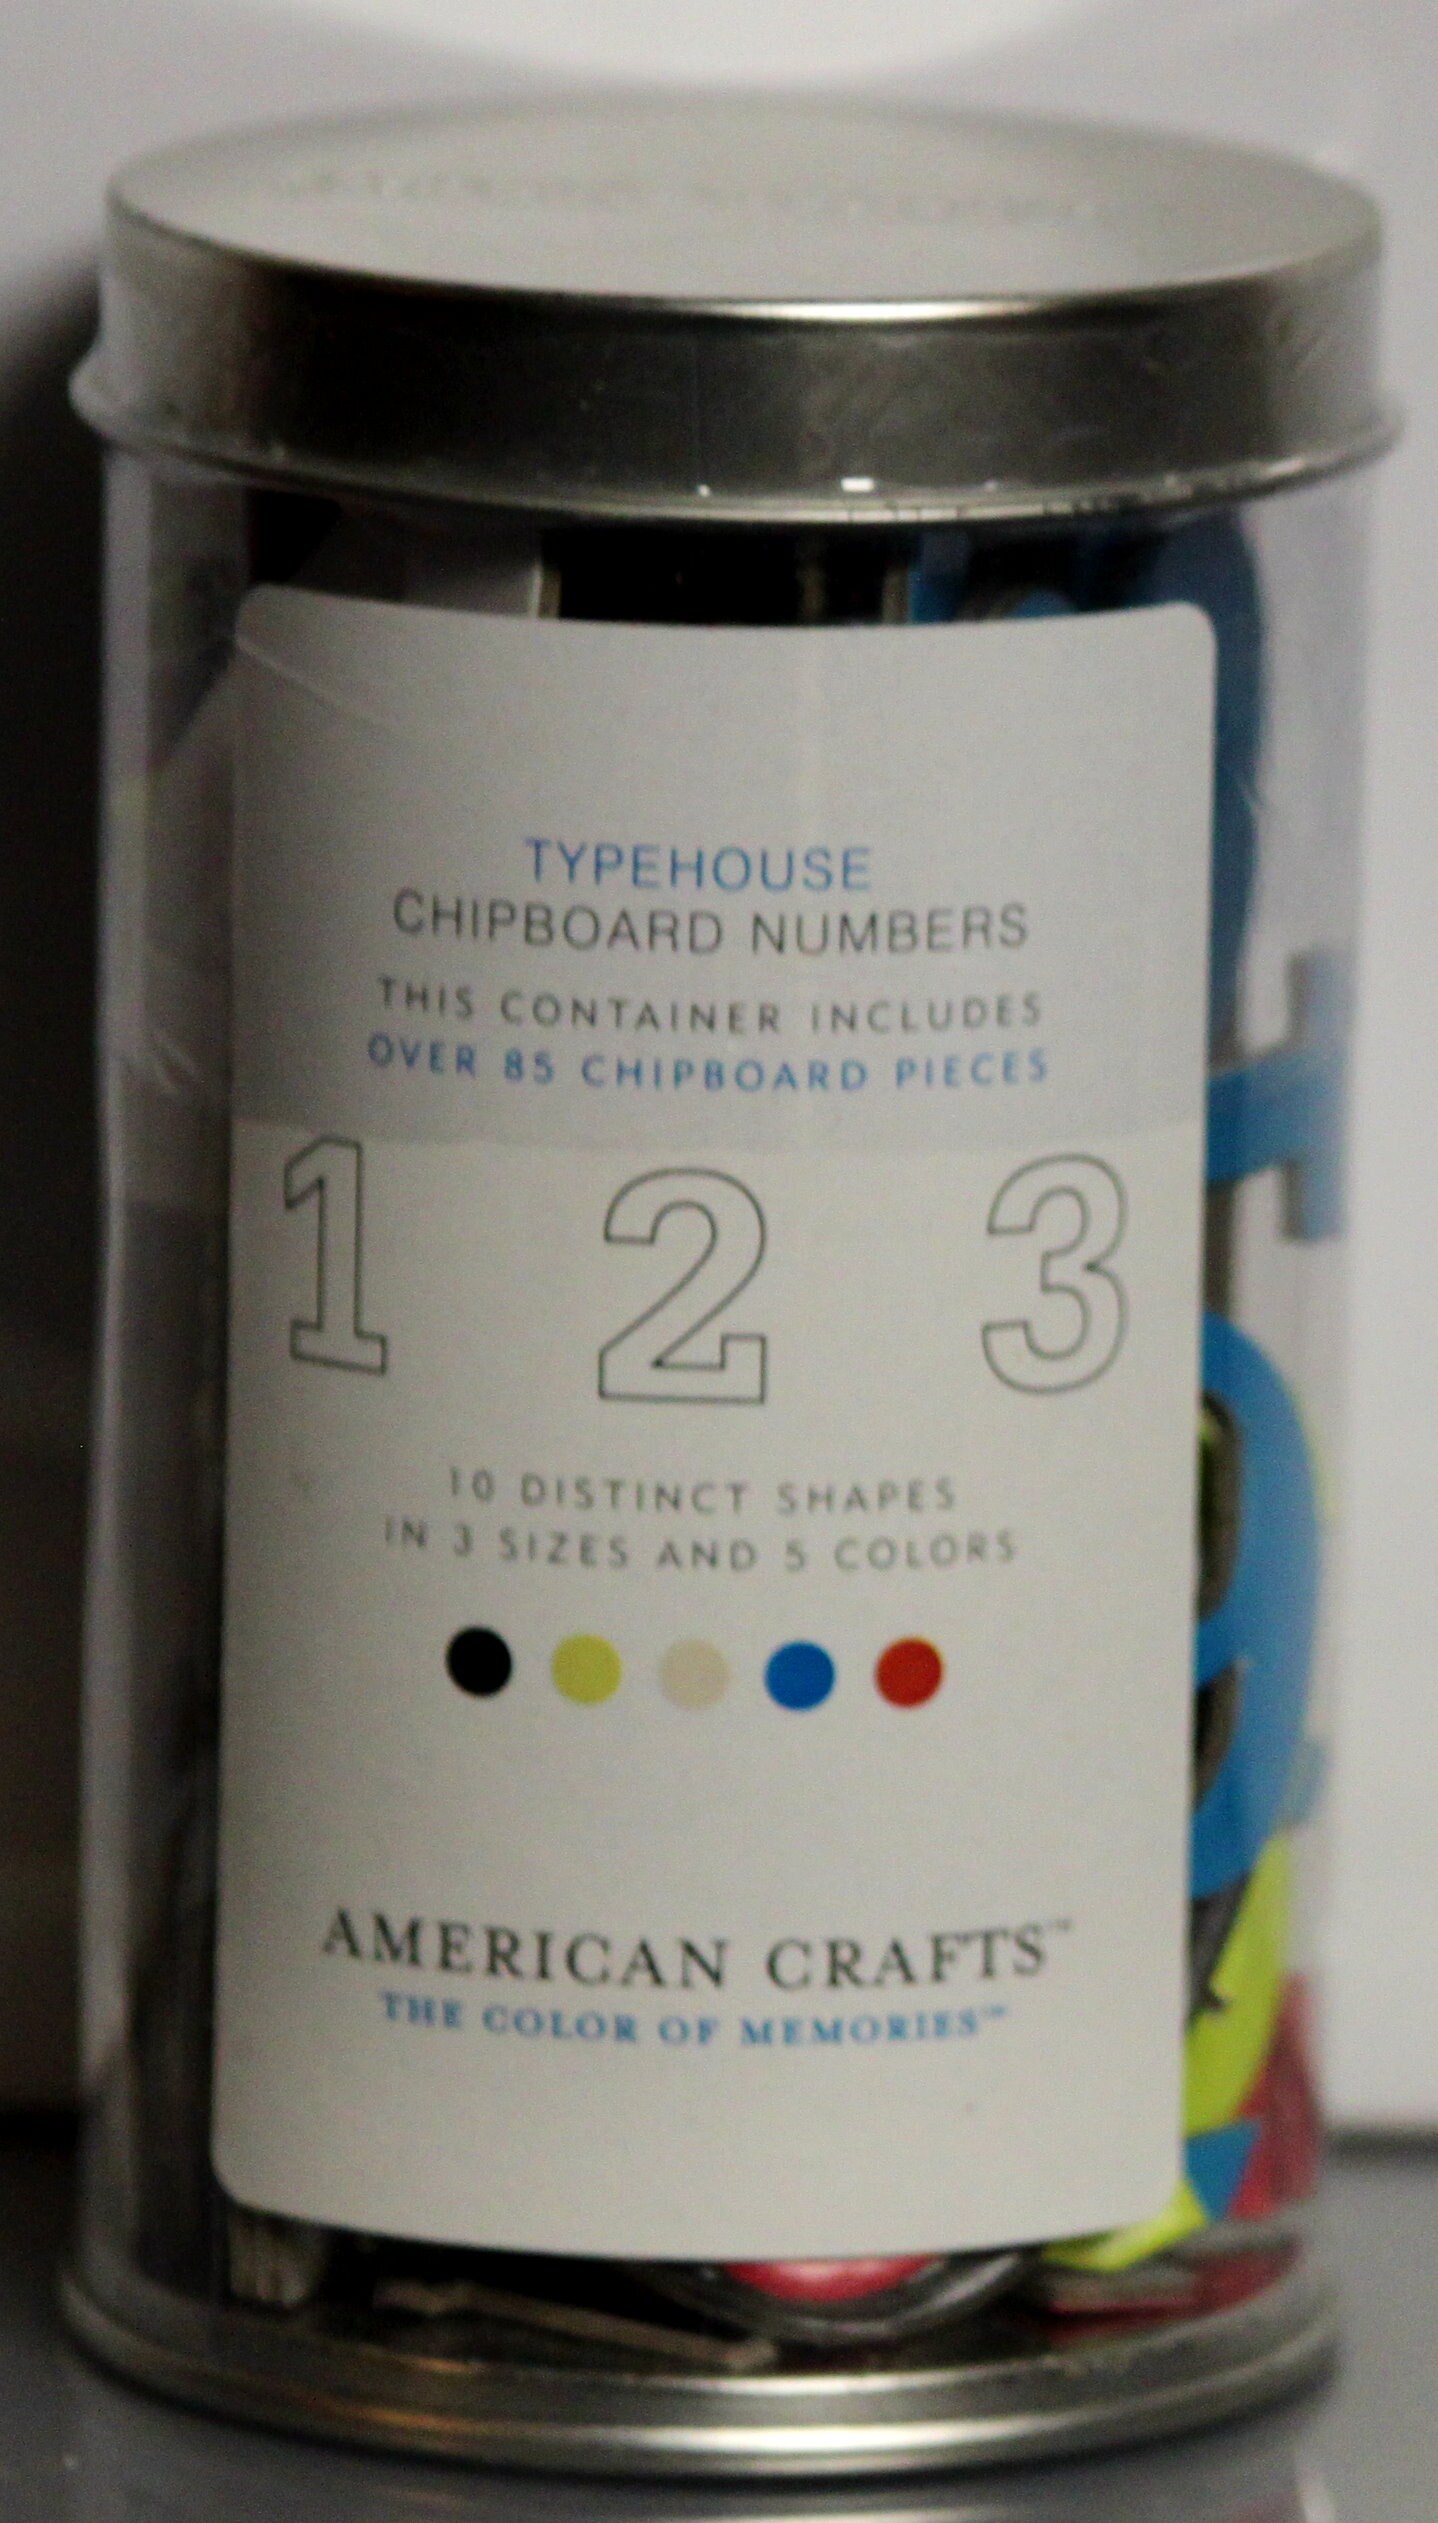 TYPEHOUSE
CHIPBOARD NUMBERS
THIS CONTAINER INCLUDES
OVER 85 CHIPBOARD PIECES
1 2 3
10 DISTINCT SHAPES
IN 3 SIZES AND 5 COLORS
AMERICAN CRAFTS™
THE COLOR OF MEMORIES™